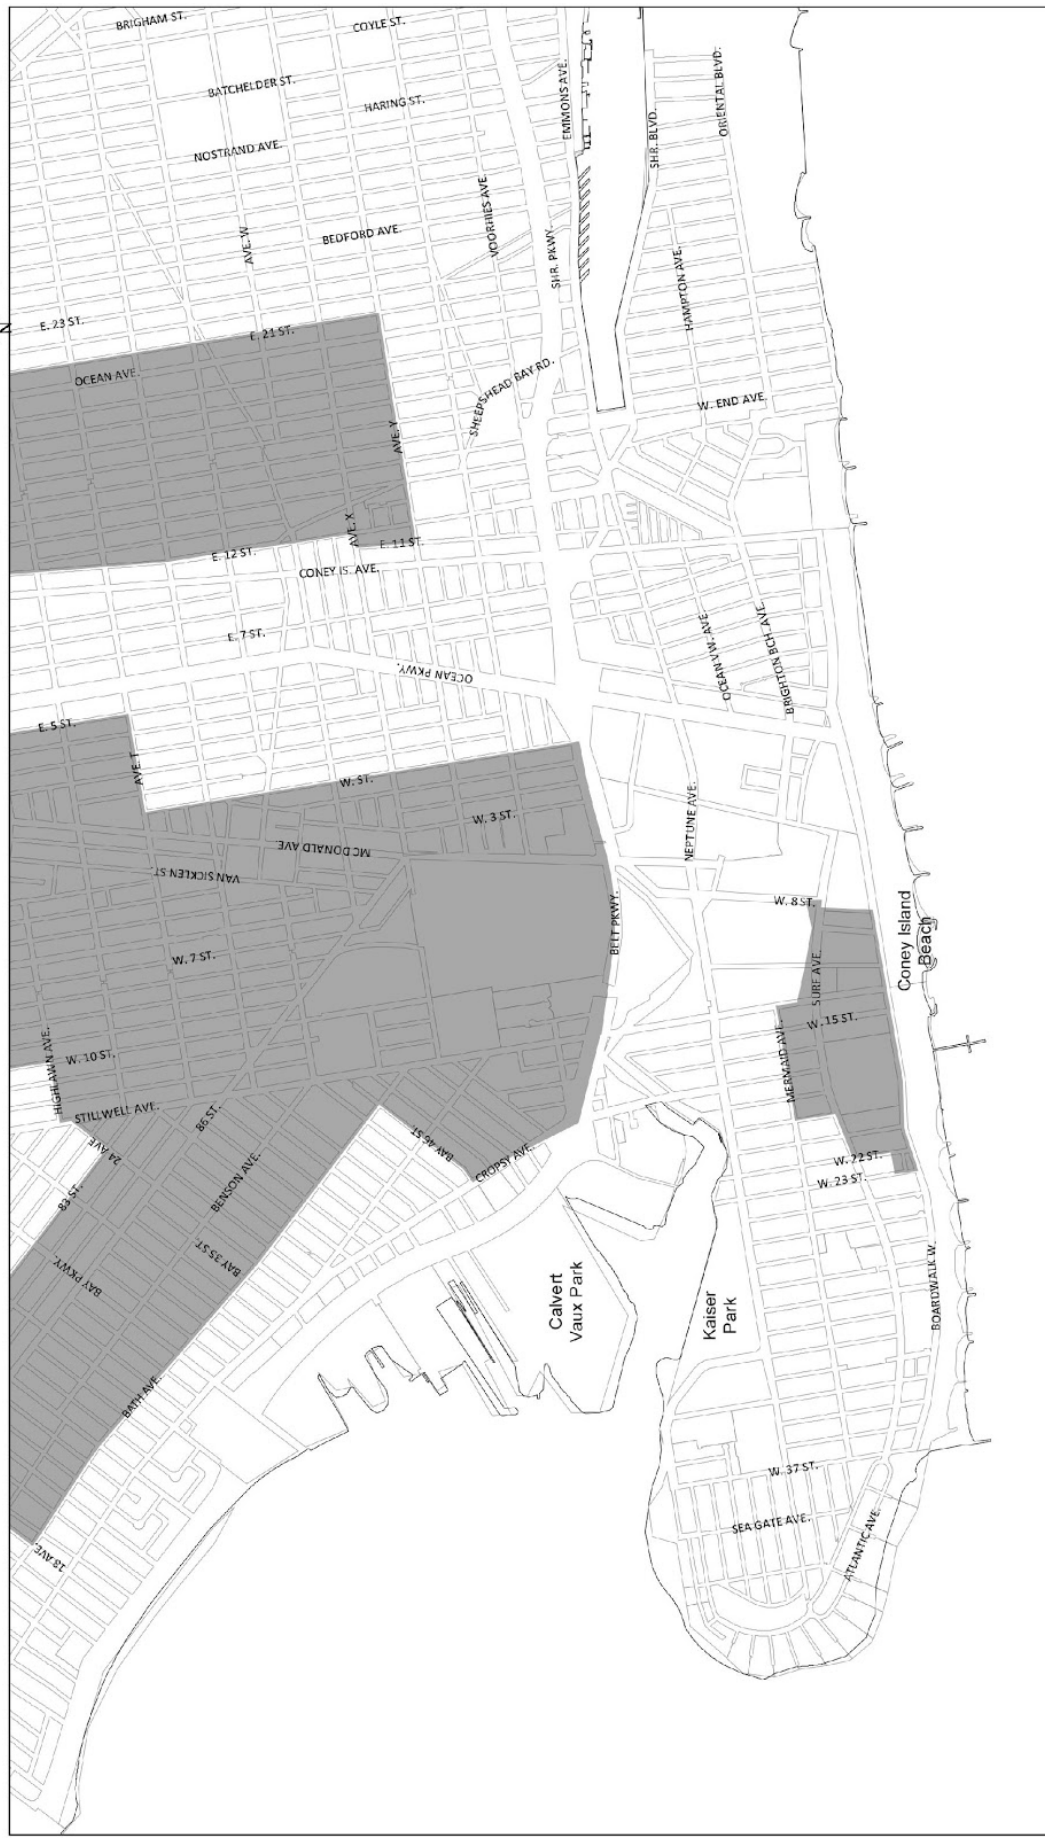 BRIGHAM ST.
COYLE ST.
BATCHELDER ST.
HARING ST.
EMMONS AVE.
ORIENTAL BLVD.
SHR. BLVD.
NOSTRAND AVE.
VOORHIES AVE.
AVE. W
BEDFORD AVE.
SHR. PKWY.
HAMPTON AVE.
N
E. 23 ST.
E. 21 ST.
OCEAN AVE.
SHEEPSHEAD BAY RD.
W. END AVE.
AVE. Y
AVE. X
E. 11 ST.
E. 12 ST.
CONEY IS. AVE.
E. 7 ST.
OCEAN PKWY.
OCEAN VW. AVE
BRIGHTON BCH. AVE.
E. 5 ST.
AVE. T
W. ST.
W. 3 ST.
NEPTUNE AVE.
MC DONALD AVE
VAN SICKLEN ST.
W. 8 ST.
BELT PKWY.
Coney Island
Beach
W. 7 ST.
SURF AVE.
W. 15 ST.
MERMAID AVE.
W. 10 ST.
HIGHLAWN AVE.
STILLWELL AVE.
86 ST.
24 AVE
BAY 46 ST.
CROPSY AVE.
W. 22 ST.
W. 23 ST.
83 ST.
BENSON AVE.
BAY 35 ST.
BAY PKWY.
BOARDWALK W.
Calvert
Vaux Park
Kaiser
Park
BATH AVE.
W. 37 ST.
SEA GATE AVE.
ATLANTIC AVE.
18 AVE.